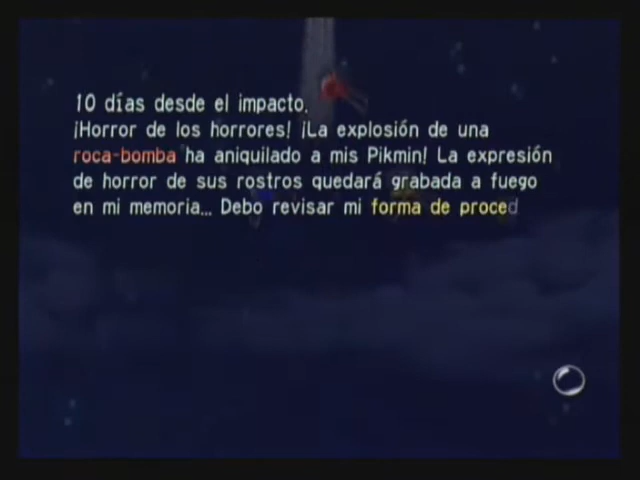 10 días desde el impacto.
¡Horror de los horrores! ¡La explosión de una
roca-bomba ha aniquilado a mis Pikmin! La expresión
de horror de sus rostros quedará grabada a fuego
en mi memoria... Debo revisar mi forma de proced